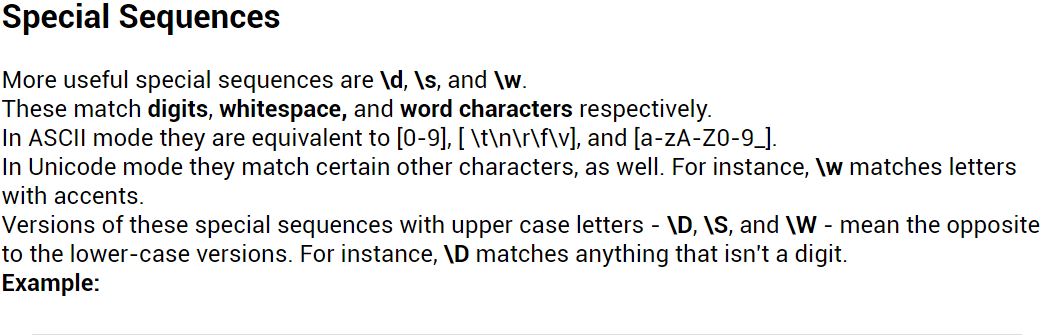 Special Sequences
More useful special sequences are \d, \s, and \w.
These match digits, whitespace, and word characters respectively.
In ASCII mode they are equivalent to [0-9], [ \t\n\r\f\v], and [a-zA-Z0-9_].
In Unicode mode they match certain other characters, as well. For instance, \w matches letters
with accents.
Versions of these special sequences with upper case letters - \D, \S, and \W - mean the opposite
to the lower-case versions. For instance, \D matches anything that isn't a digit.
Example: